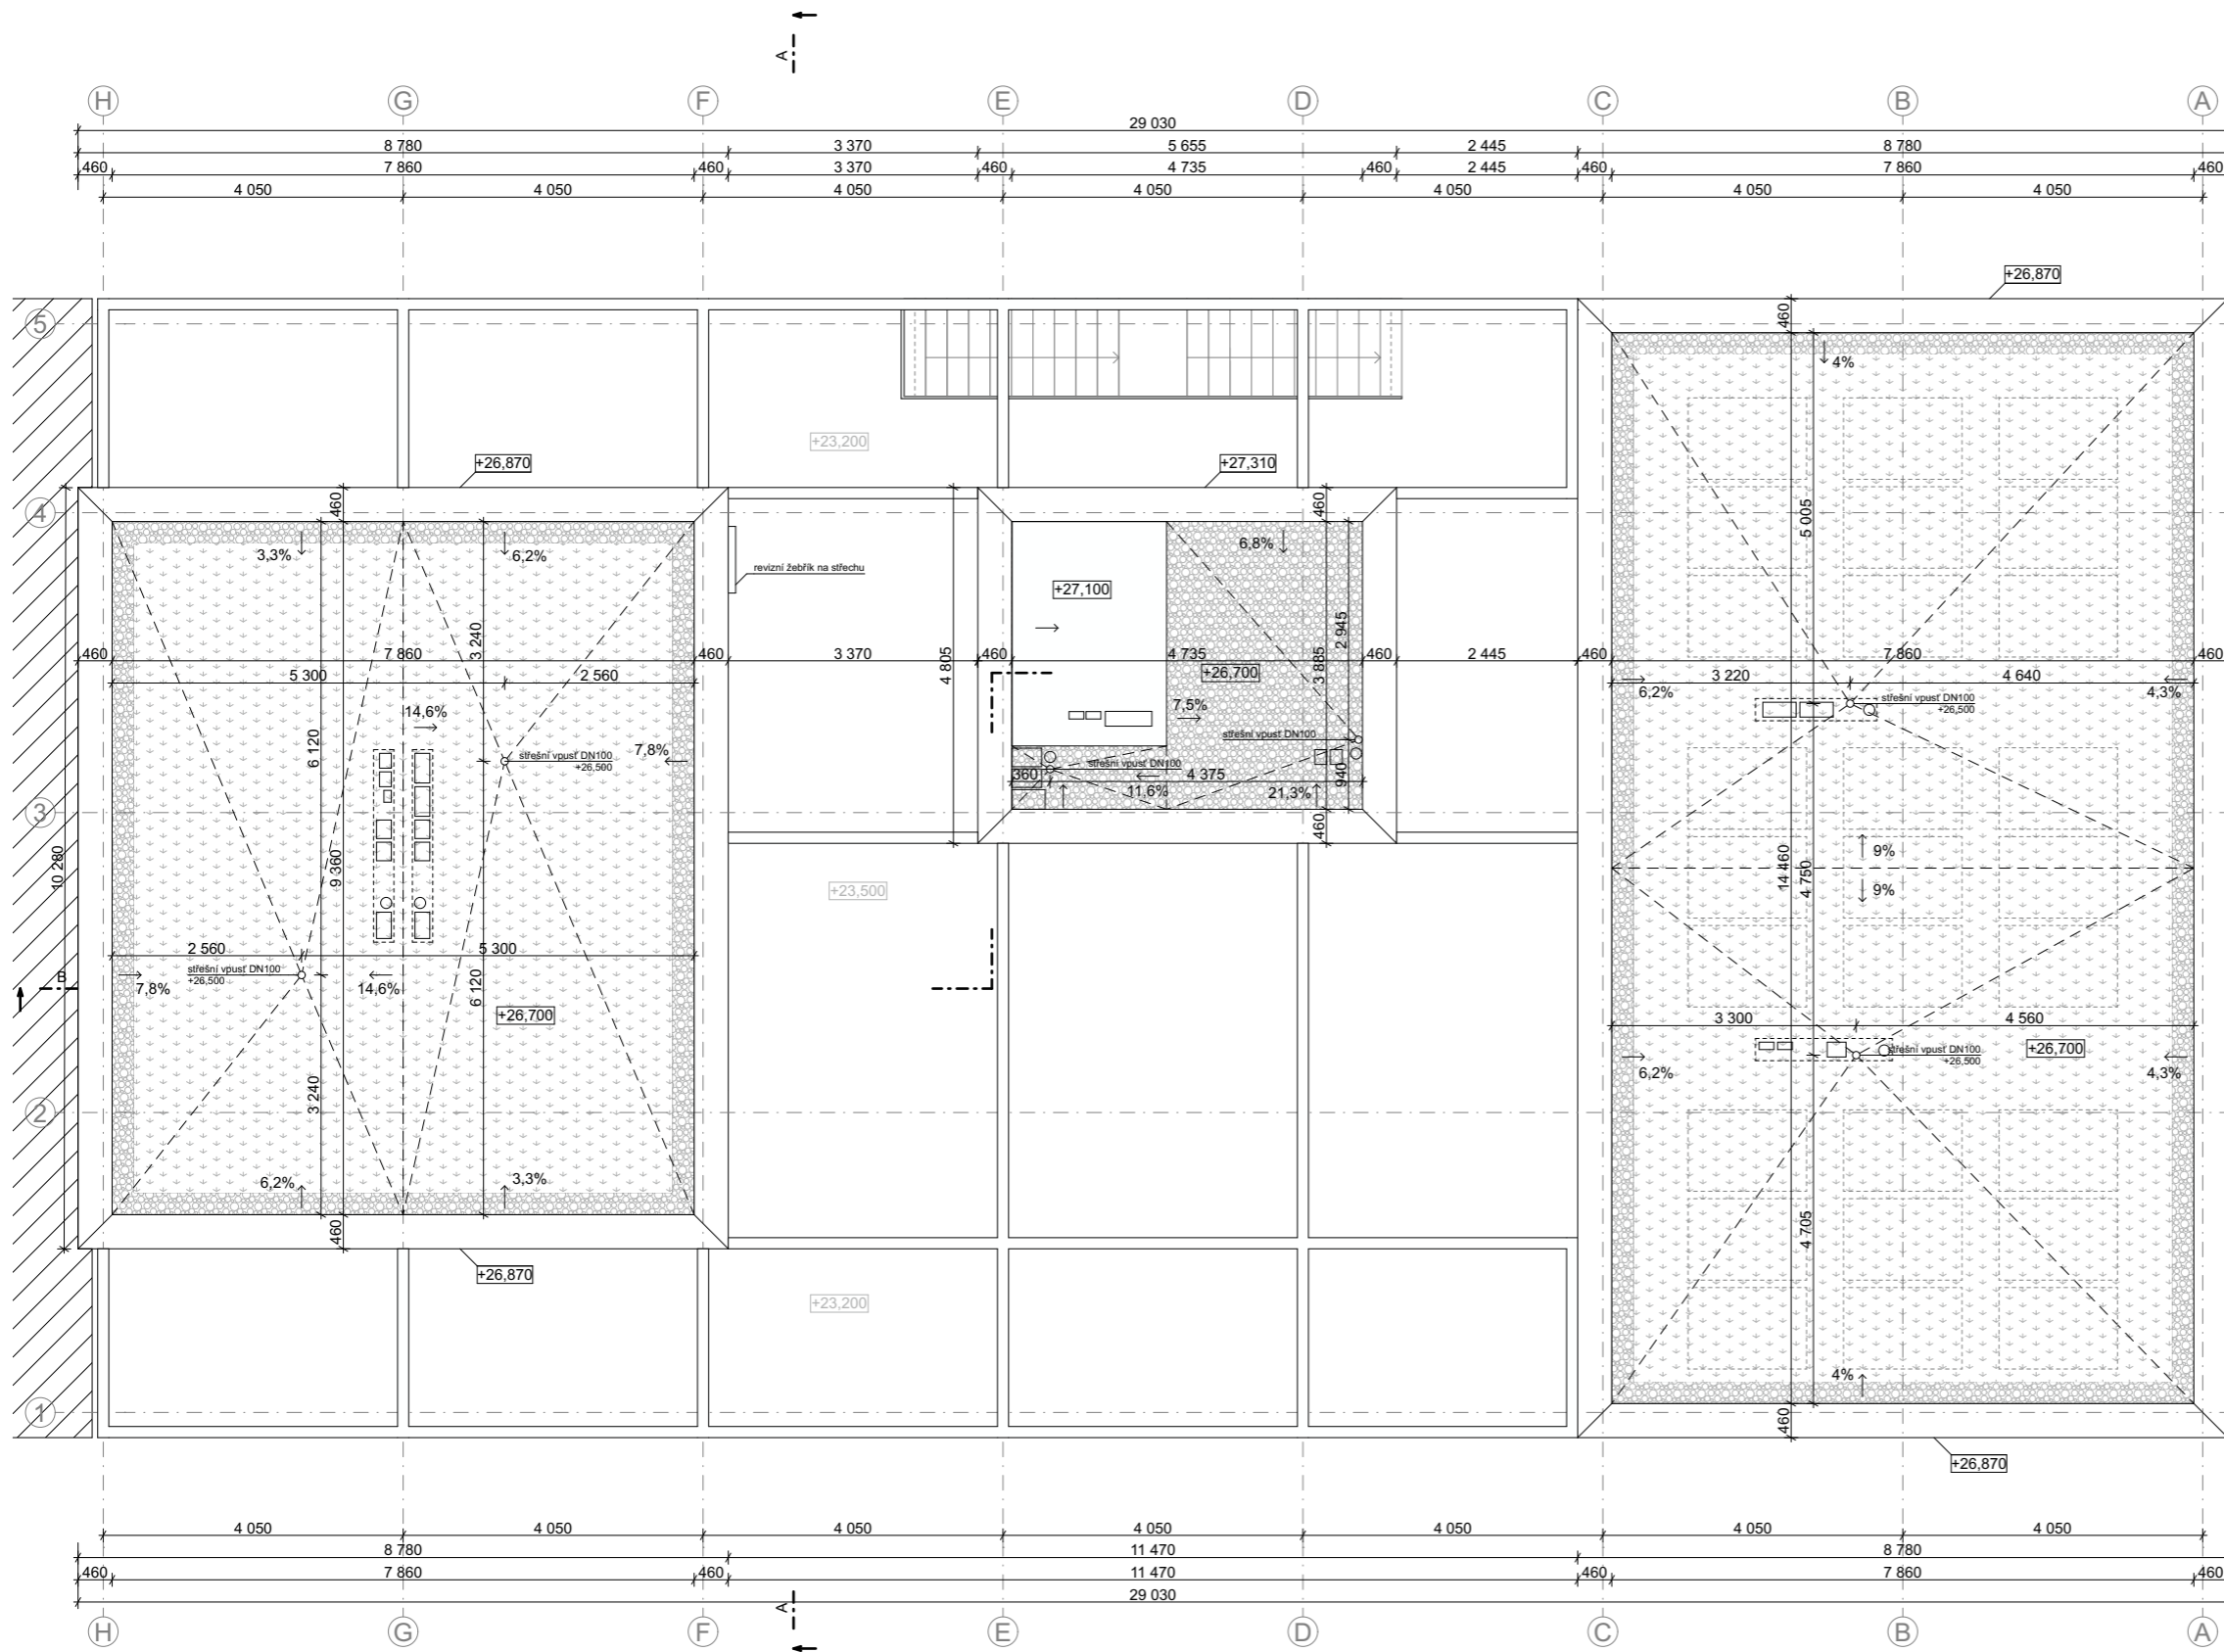 A
H G F E D C B A
29 030
8 780 3 370 5 655 2 445 8 780
460 7 860 460 3 370 460 4 735 460 2 445 460 7 860 460
4 050 4 050 4 050 4 050 4 050 4 050 4 050
+26,870
5
460
460
4%
+23,200
+26,870
+27,310
4
460
460
3,3%
6,2%
6,8%
5 005
revizní žebřík na střechu
+27,100
3 240
4 805
2 945
460 7 860 460 3 370 460 4 735 460 2 445 460 7 860 460
5 300 2 560
+26,700
3 885
3 220 4 640
6,2%
4,3%
střešní vpusť DN100
+26,500
14,6%
7,5%
6 120
střešní vpusť DN100
7,8%
střešní vpusť DN100
+26,500
střešní vpusť DN100
360 4 375
940
11,6%
21,3%
3
460
10 280
9 360
14 460
4 750
9%
9%
+23,500
2 560 5 300
B
střešní vpusť DN100
+26,500
7,8%
14,6%
6 120
+26,700
3 300 4 560
střešní vpusť DN100
+26,500
+26,700
6,2%
4,3%
3 240
2
6,2%
3,3%
4 705
460
+26,870
+23,200
4%
1
460
+26,870
4 050 4 050 4 050 4 050 4 050 4 050 4 050
8 780 11 470 8 780
460 7 860 460 11 470 460 7 860 460
29 030
A
H G F E D C B A